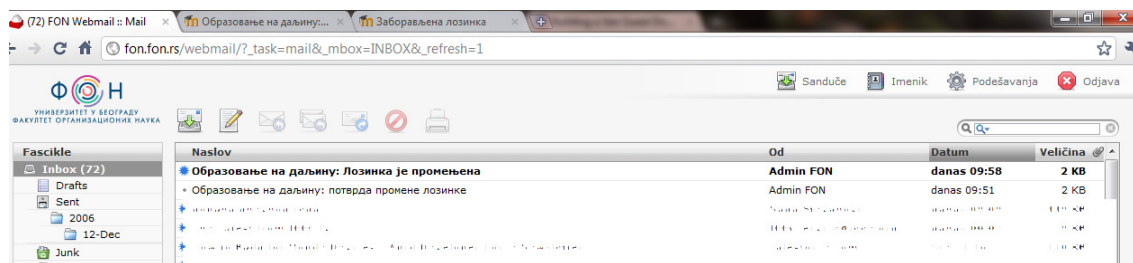 (72) FON Webmail :: Mail × Образовање на даљину:... × Заборављена лозинка ×
fon.fon.rs/webmail/?_task=mail&_mbox=INBOX&_refresh=1
ФОН
УНИВЕРЗИТЕТ У БЕОГРАДУ
ФАКУЛТЕТ ОРГАНИЗАЦИОНИХ НАУКА
Sanduče Imenik Podešavanja Odjava
Fascikle Naslov Od Datum Veličina
Inbox (72) Образовање на даљину: Лозинка је промењена Admin FON danas 09:58 2 KB
Drafts Образовање на даљину: потврда промене лозинке Admin FON danas 09:51 2 KB
Sent
2006
12-Dec
Junk